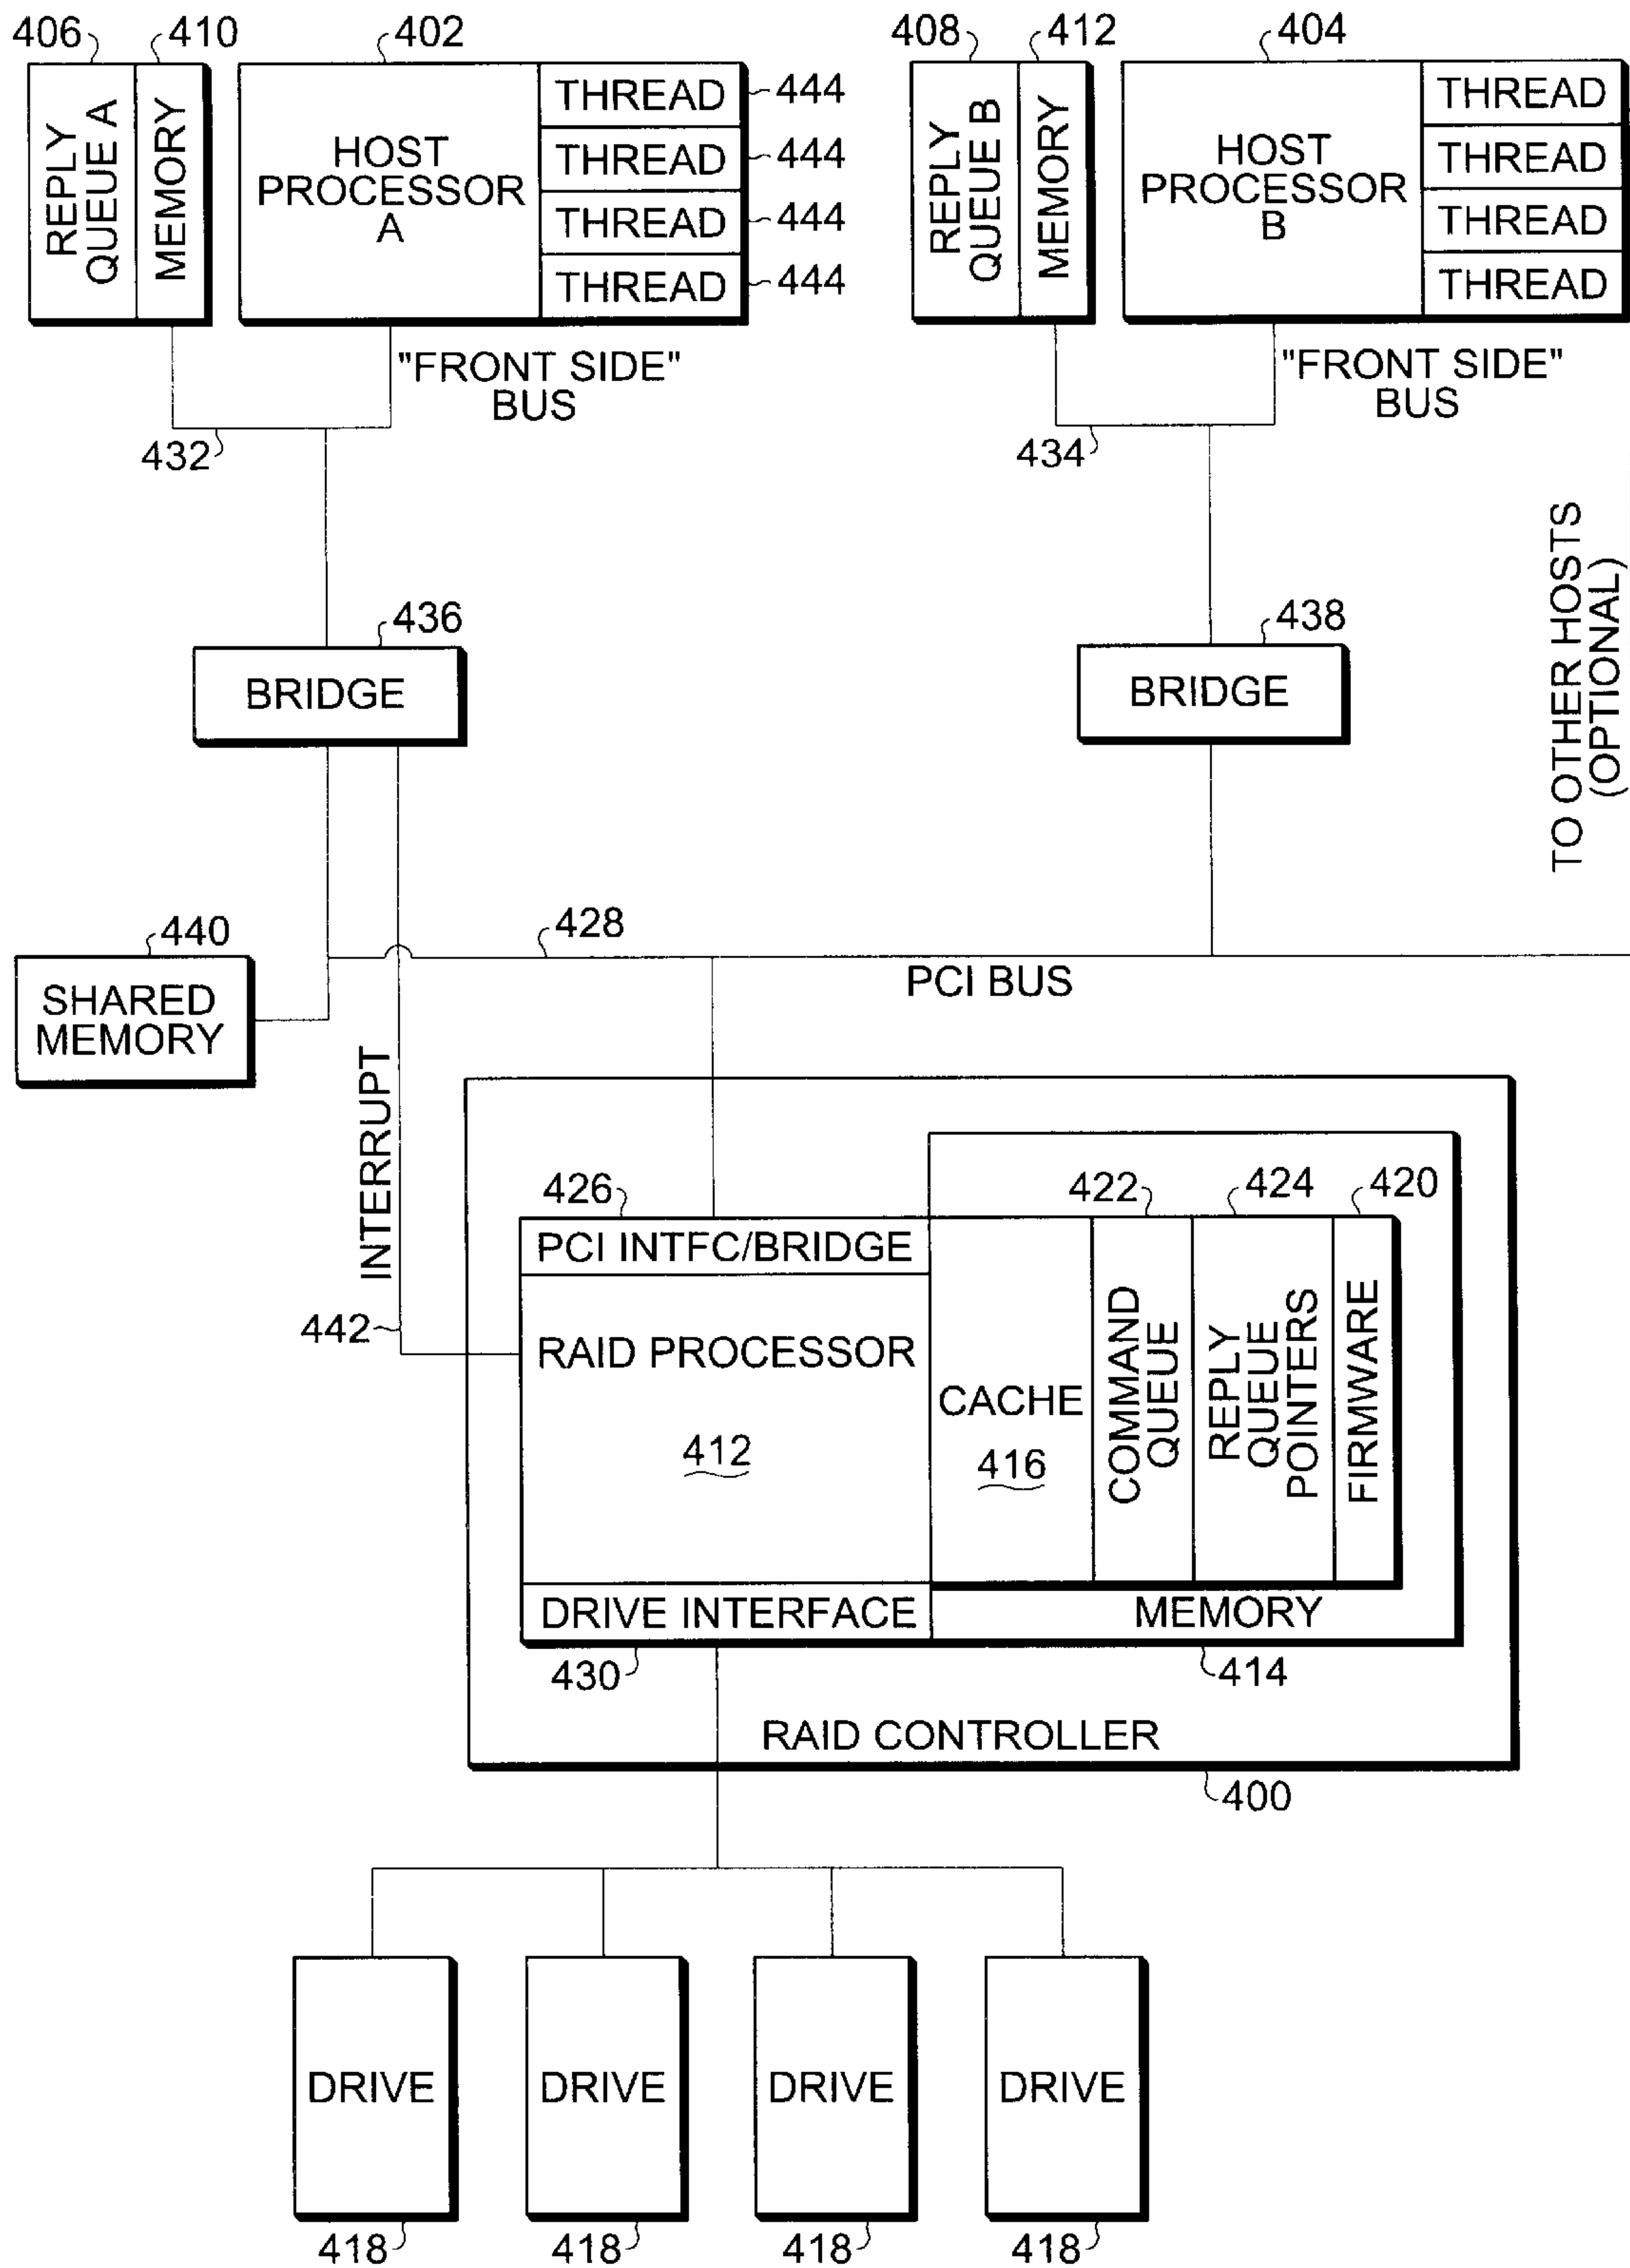 406
410
402
408
412
404
REPLY
QUEUE A
MEMORY
HOST
PROCESSOR
A
THREAD
444
THREAD
444
THREAD
444
THREAD
444
REPLY
QUEUE B
MEMORY
HOST
PROCESSOR
B
THREAD
THREAD
THREAD
THREAD
"FRONT SIDE"
BUS
432
"FRONT SIDE"
BUS
434
TO OTHER HOSTS
(OPTIONAL)
436
BRIDGE
438
BRIDGE
440
SHARED
MEMORY
428
PCI BUS
INTERRUPT
442
426
422
424
420
PCI INTFC/BRIDGE
RAID PROCESSOR
412
CACHE
416
COMMAND
QUEUE
REPLY
QUEUE
POINTERS
FIRMWARE
DRIVE INTERFACE
MEMORY
430
414
RAID CONTROLLER
400
DRIVE
DRIVE
DRIVE
DRIVE
418
418
418
418